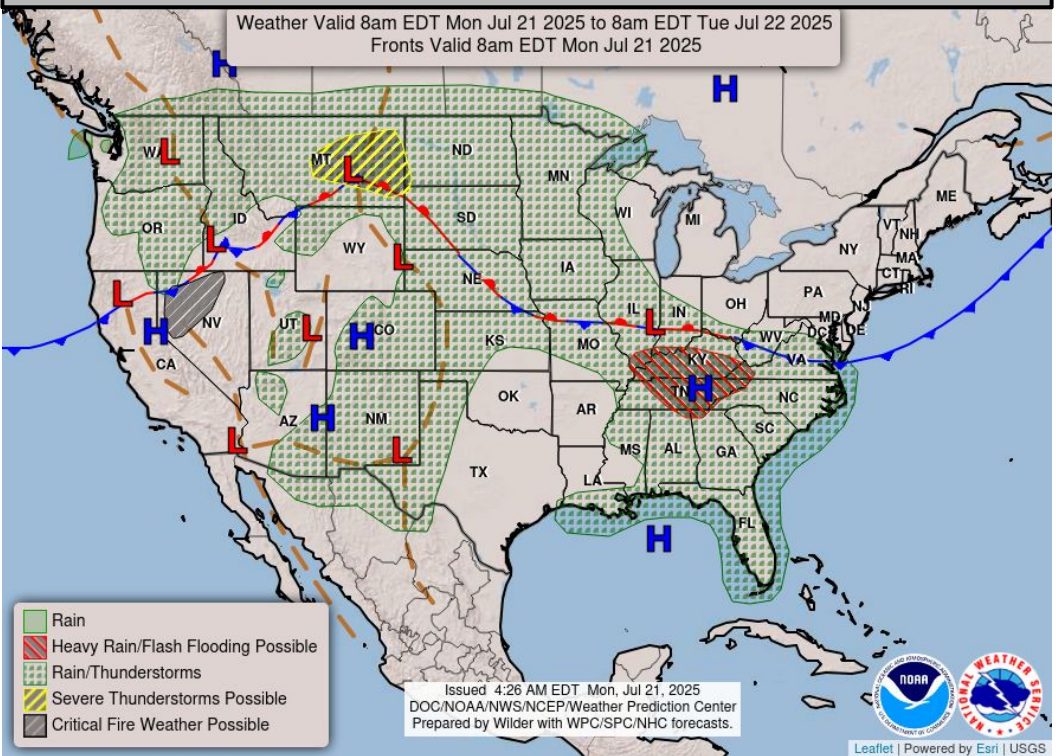 Weather Valid 8am EDT Mon Jul 21 2025 to 8am EDT Tue Jul 22 2025
Fronts Valid 8am EDT Mon Jul 21 2025
H
H
WA
L
MT
L
ND
MN
OR
ID
L
WY
L
SD
WI
MI
ME
VT
NH
NY
MA
CT
RI
L
H
NV
UT
L
H
CO
NE
IA
IL
L
IN
OH
PA
NJ
MD
DE
DC
WV
VA
CA
KS
MO
KY
TN
H
NC
AZ
H
NM
OK
AR
SC
L
L
TX
MS
AL
GA
LA
H
FL
Rain
Heavy Rain/Flash Flooding Possible
Rain/Thunderstorms
Severe Thunderstorms Possible
Critical Fire Weather Possible
Issued 4:26 AM EDT Mon, Jul 21, 2025
DOC/NOAA/NWS/NCEP/Weather Prediction Center
Prepared by Wilder with WPC/SPC/NHC forecasts.
NOAA
NATIONAL WEATHER SERVICE
Leaflet | Powered by Esri | USGS